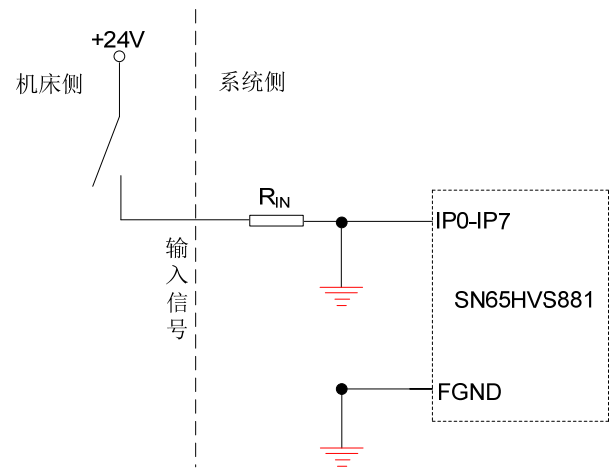 +24V
机床侧
系统侧
RIN
输入信号
IP0-IP7
SN65HVS881
FGND